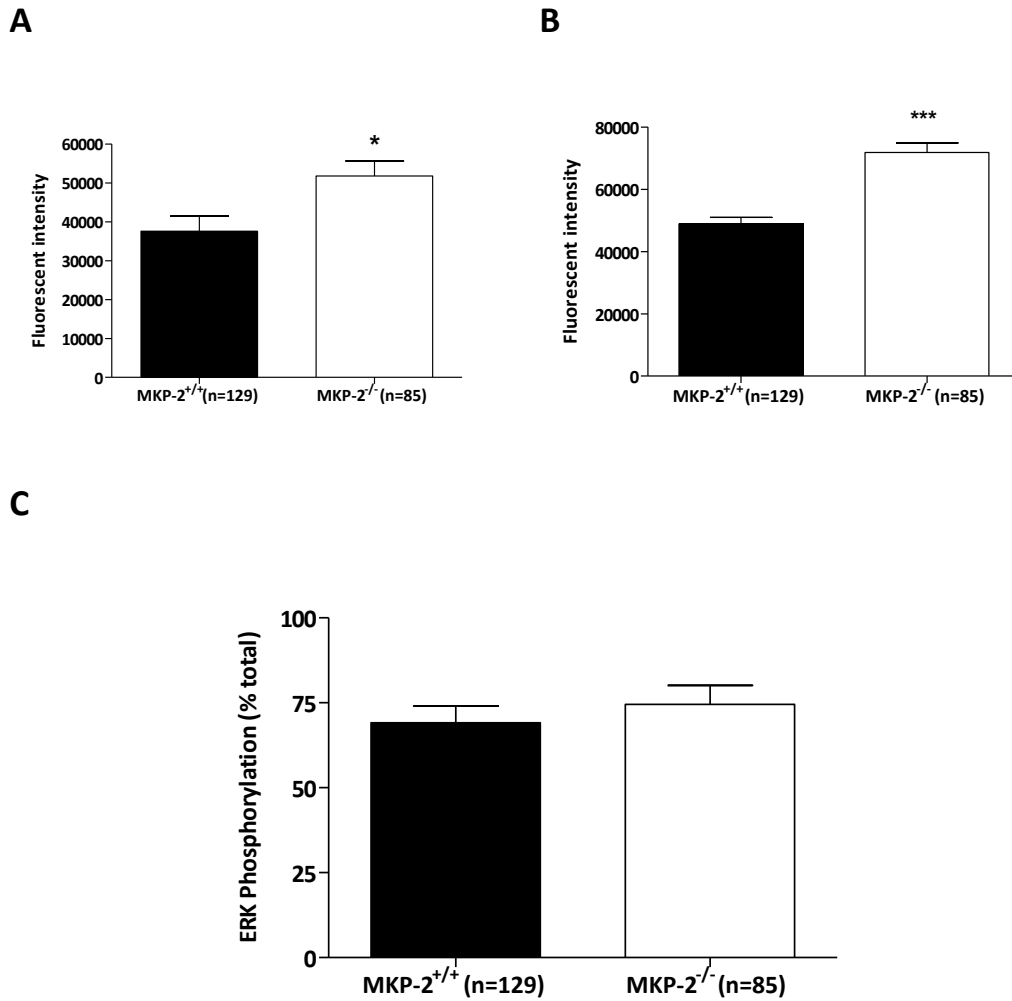 A
B
Fluorescent intensity
60000
50000
40000
30000
20000
10000
0
*
MKP-2+/+(n=129)
MKP-2-/- (n=85)
Fluorescent intensity
80000
60000
40000
20000
0
***
MKP-2+/+ (n=129)
MKP-2-/- (n=85)
C
ERK Phosphorylation (% total)
100
75
50
25
0
MKP-2+/+ (n=129)
MKP-2-/- (n=85)